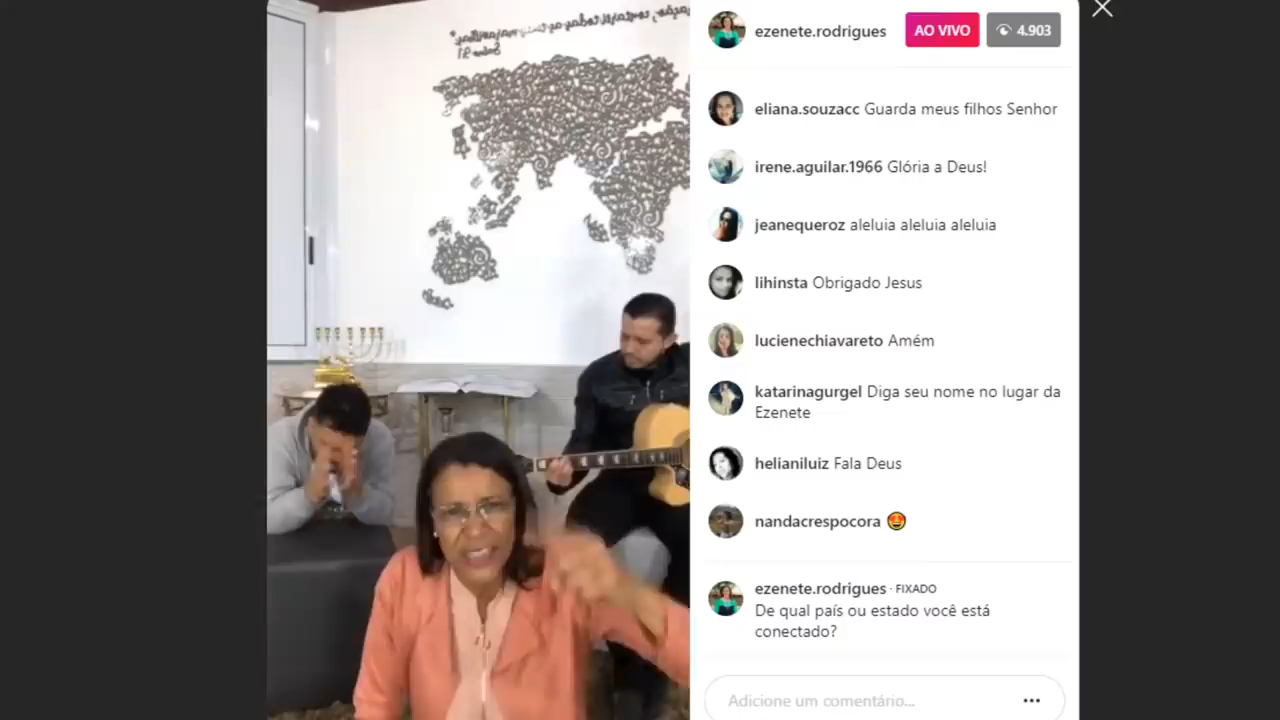 ezenete.rodrigues AO VIVO 4.903
eliana.souzacc Guarda meus filhos Senhor
irene.aguilar.1966 Glória a Deus!
jeanequeroz aleluia aleluia aleluia
lihinsta Obrigado Jesus
lucienechiavareto Amém
katarinagurgel Diga seu nome no lugar da
Ezenete
helianiluiz Fala Deus
nandacrespocora 🤩
ezenete.rodrigues · FIXADO
De qual país ou estado você está
conectado?
Adicione um comentário...